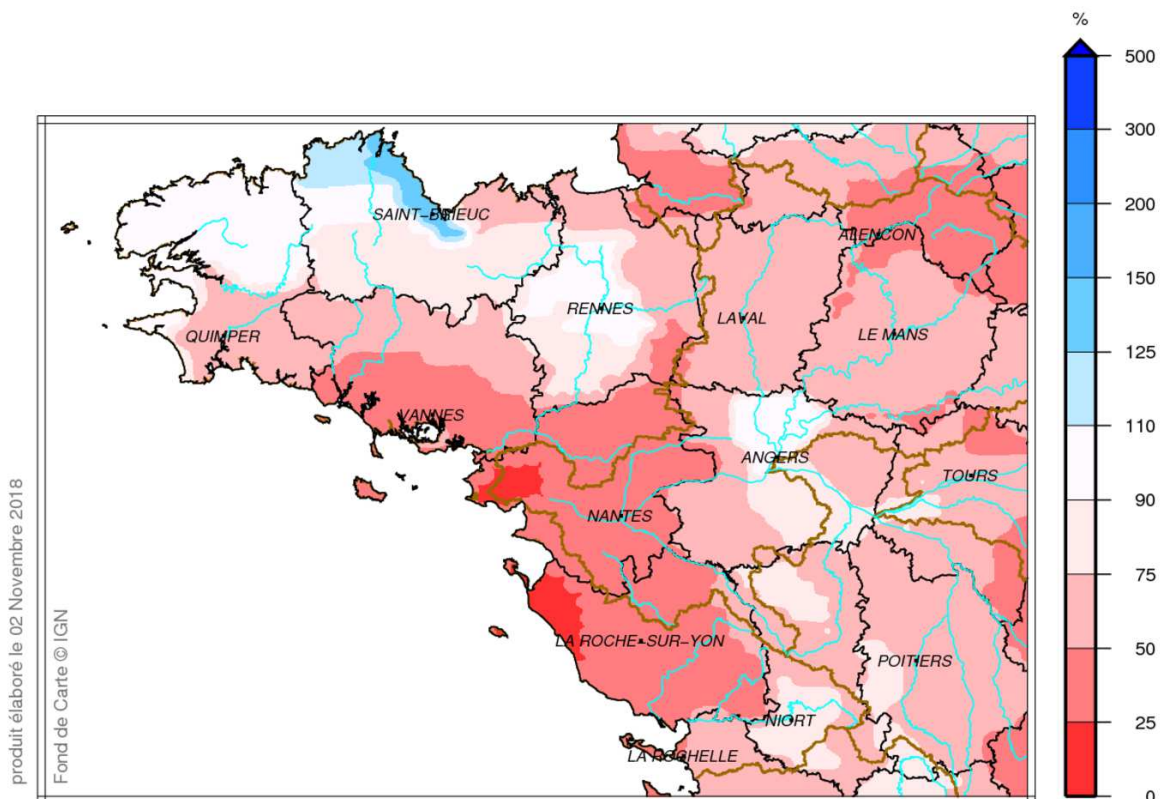 %
500
300
200
150
125
110
90
75
50
25
0
SAINT-BRIEUC
ALENCON
RENNES
LAVAL
QUIMPER
LE MANS
VANNES
ANGERS
TOURS
NANTES
LA ROCHE-SUR-YON
POITIERS
NIORT
LA ROCHELLE
produit élaboré le 02 Novembre 2018
Fond de Carte © IGN